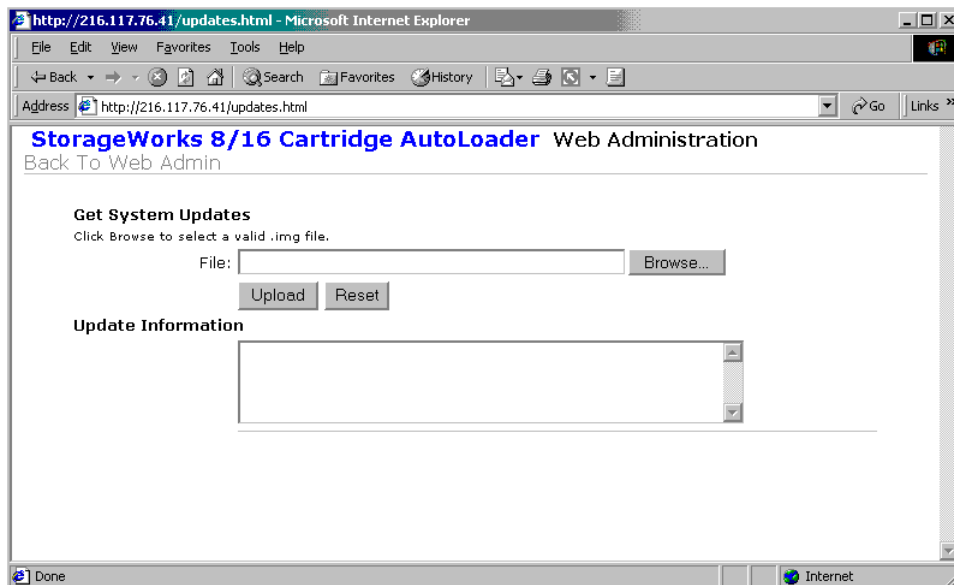 http://216.117.76.41/updates.html - Microsoft Internet Explorer
File Edit View Favorites Tools Help
Back Search Favorites History
Address http://216.117.76.41/updates.html Go Links »
StorageWorks 8/16 Cartridge AutoLoader Web Administration
Back To Web Admin
Get System Updates
Click Browse to select a valid .img file.
File: Browse...
Upload Reset
Update Information
Done Internet